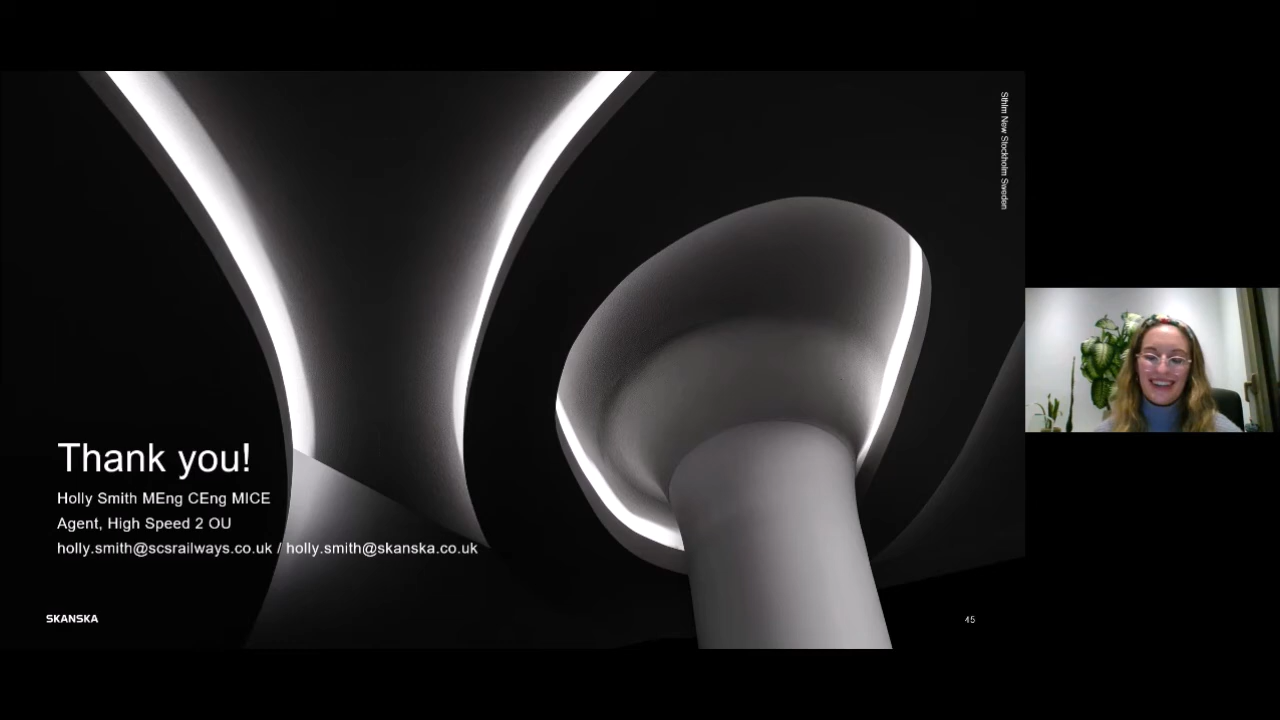 Sthlm New Stockholm Sweden
Thank you!
Holly Smith MEng CEng MICE
Agent, High Speed 2 OU
holly.smith@scsrailways.co.uk / holly.smith@skanska.co.uk
SKANSKA
45